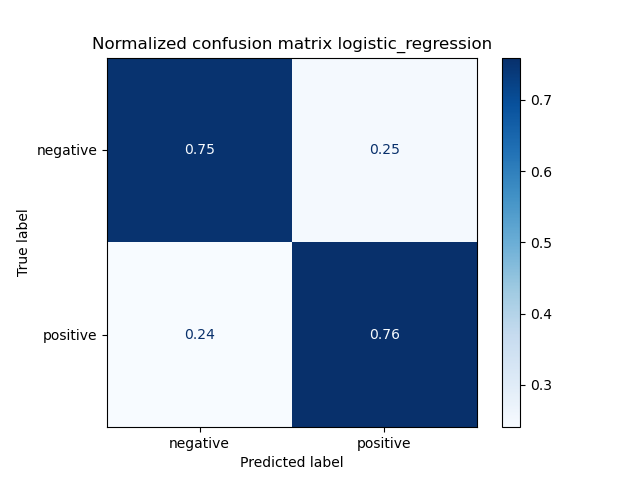 Normalized confusion matrix logistic_regression
negative
0.75
0.25
0.7
0.6
True label
0.5
0.4
positive
0.24
0.76
0.3
negative
positive
Predicted label